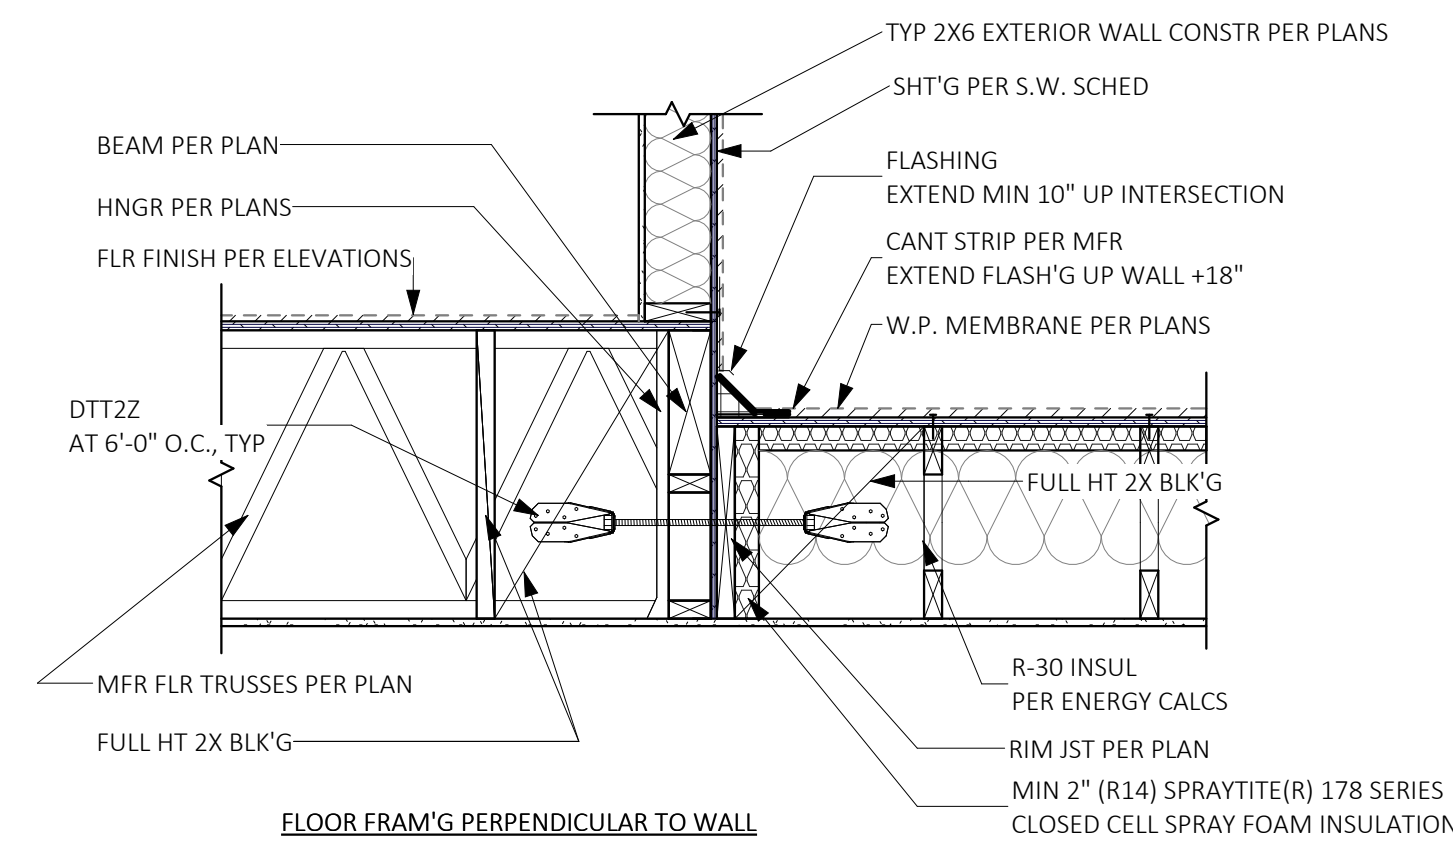 TYP 2X6 EXTERIOR WALL CONSTR PER PLANS
SHT'G PER S.W. SCHED
BEAM PER PLAN
FLASHING
EXTEND MIN 10" UP INTERSECTION
HNGR PER PLANS
CANT STRIP PER MFR
EXTEND FLASH'G UP WALL +18"
FLR FINISH PER ELEVATIONS
W.P. MEMBRANE PER PLANS
DTT2Z
AT 6'-0" O.C., TYP
FULL HT 2X BLK'G
MFR FLR TRUSSES PER PLAN
R-30 INSUL
PER ENERGY CALCS
FULL HT 2X BLK'G
RIM JST PER PLAN
MIN 2" (R14) SPRAYTITE(R) 178 SERIES
CLOSED CELL SPRAY FOAM INSULATION
FLOOR FRAM'G PERPENDICULAR TO WALL